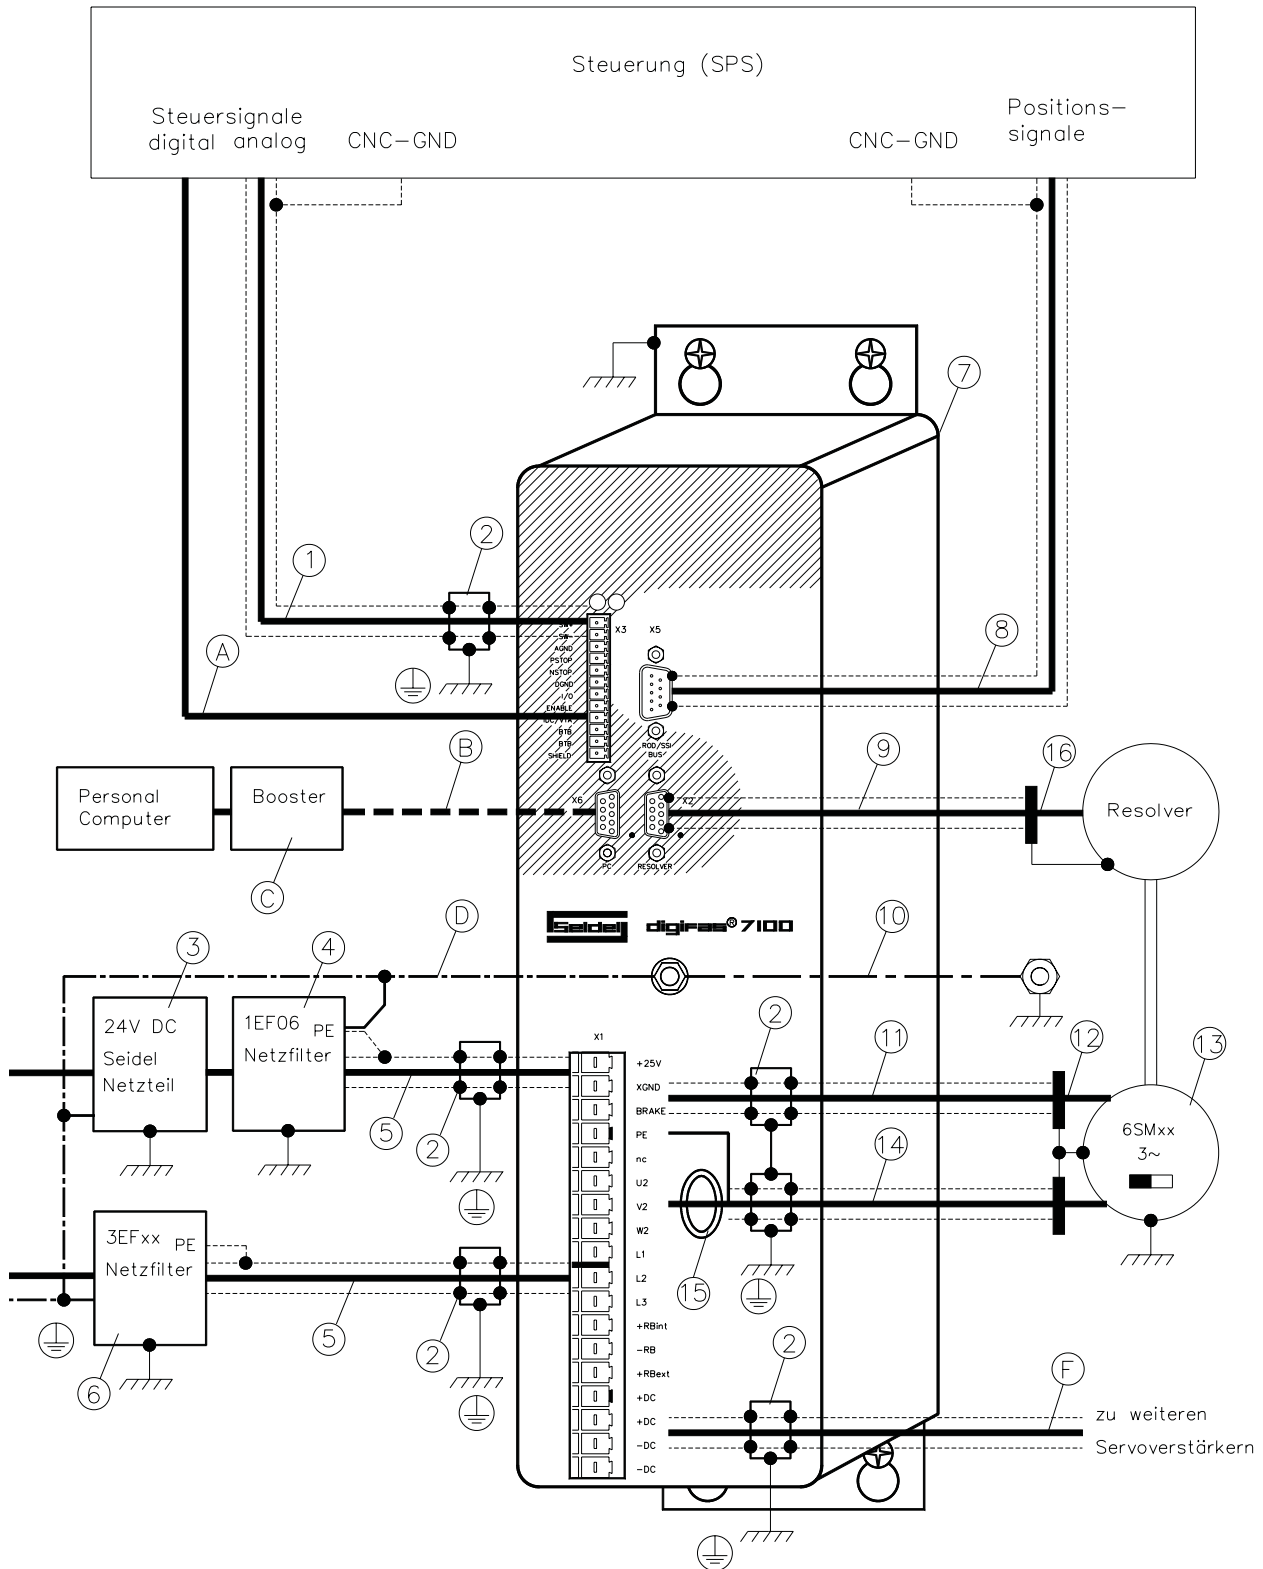 Steuerung (SPS)
Steuersignale
digital analog
CNC-GND
CNC-GND
Positions-
signale
7
2
1
SW+
SW-
AGND
PSTOP
NSTOP
DGND
I/O
ENABLE
IDC/VTA
BTB
BTB
SHIELD
X3
X5
8
A
ROD/SSI
BUS
B
9
16
Personal
Computer
Booster
X6
X2
Resolver
PC
RESOLVER
C
Seidel
digifas® 7100
D
10
3
4
24V DC
Seidel
Netzteil
1EF06
PE
Netzfilter
X1
2
11
12
13
+25V
XGND
BRAKE
PE
nc
U2
V2
W2
L1
L2
L3
+RBint
-RB
+RBext
+DC
+DC
-DC
-DC
5
2
6SMxx
3~
14
3EFxx
PE
Netzfilter
15
5
2
6
2
F
zu weiteren
Servoverstärkern